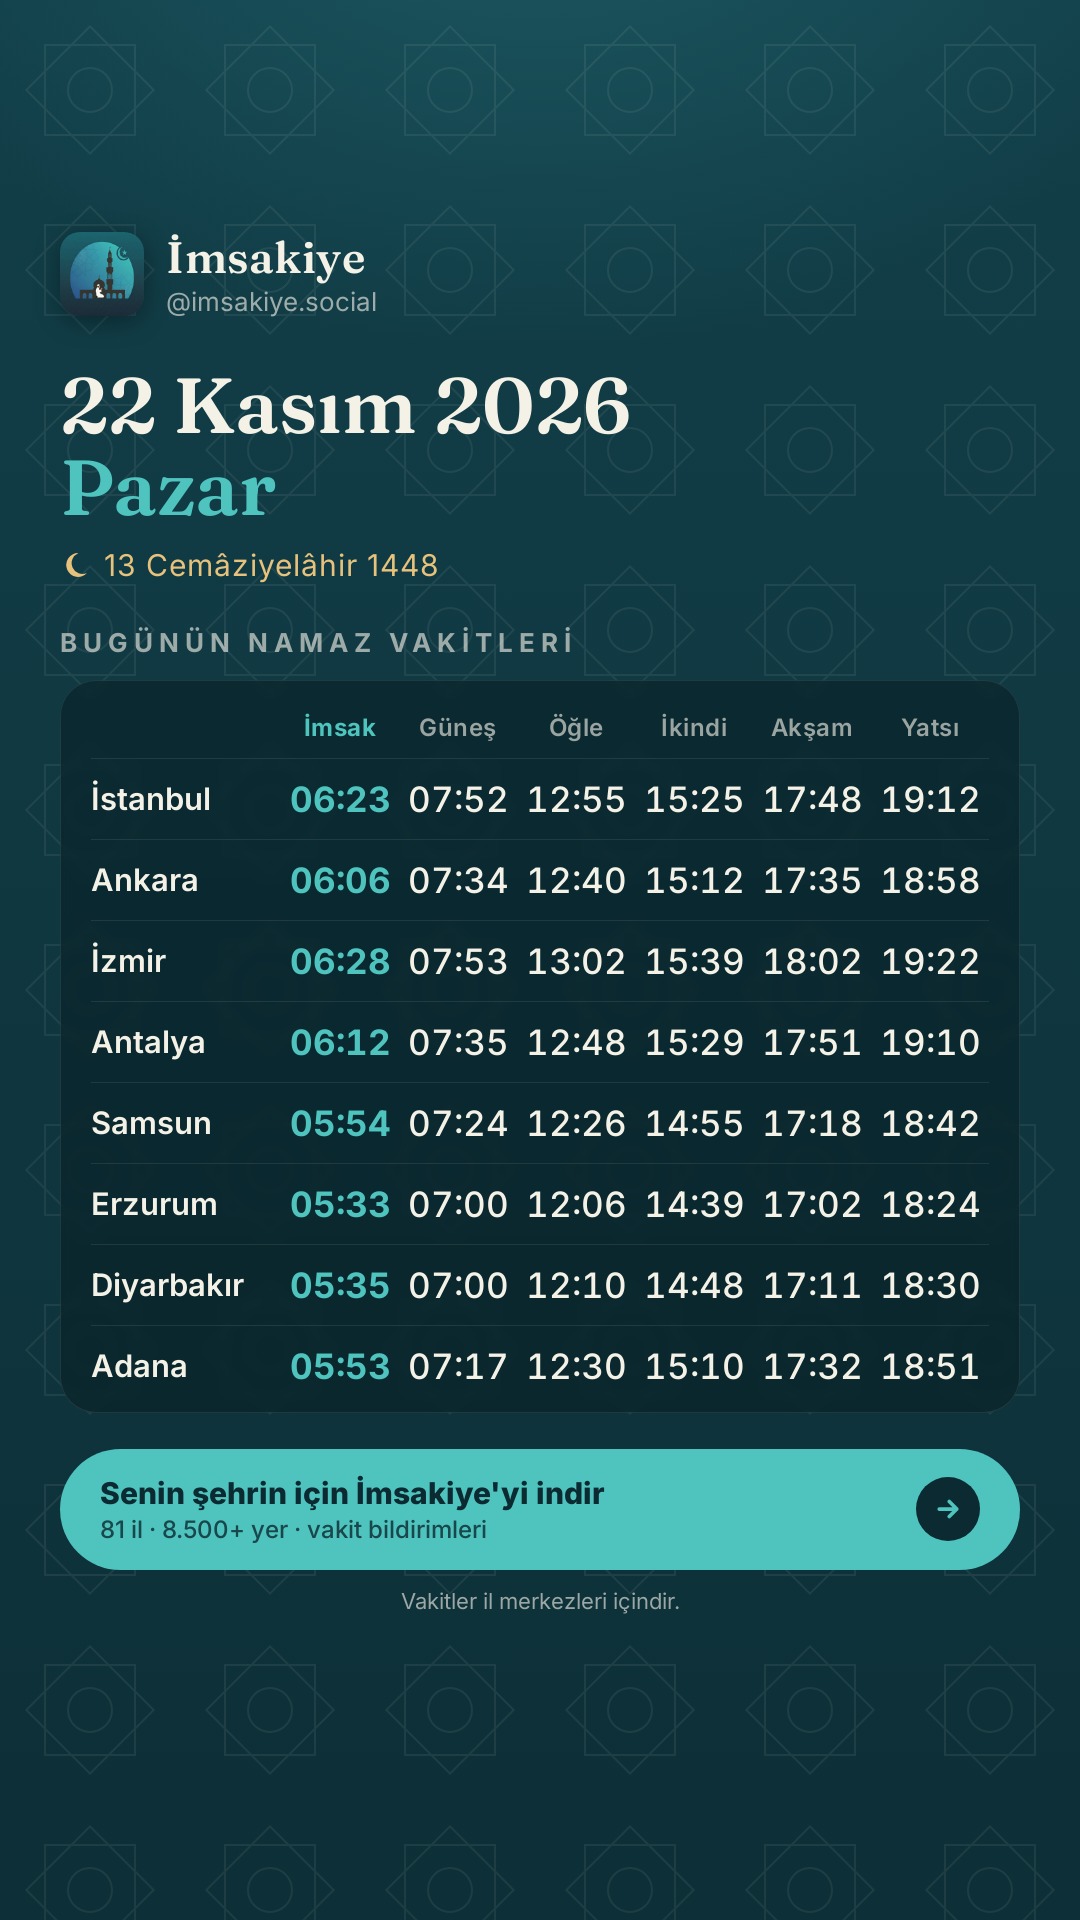 İmsakiye
@imsakiye.social
22 Kasım 2026
Pazar
13 Cemâziyelâhir 1448
BUGÜNÜN NAMAZ VAKİTLERİ
İmsak Güneş Öğle İkindi Akşam Yatsı
İstanbul 06:23 07:52 12:55 15:25 17:48 19:12
Ankara 06:06 07:34 12:40 15:12 17:35 18:58
İzmir 06:28 07:53 13:02 15:39 18:02 19:22
Antalya 06:12 07:35 12:48 15:29 17:51 19:10
Samsun 05:54 07:24 12:26 14:55 17:18 18:42
Erzurum 05:33 07:00 12:06 14:39 17:02 18:24
Diyarbakır 05:35 07:00 12:10 14:48 17:11 18:30
Adana 05:53 07:17 12:30 15:10 17:32 18:51
Senin şehrin için İmsakiye'yi indir
81 il · 8.500+ yer · vakit bildirimleri
Vakitler il merkezleri içindir.